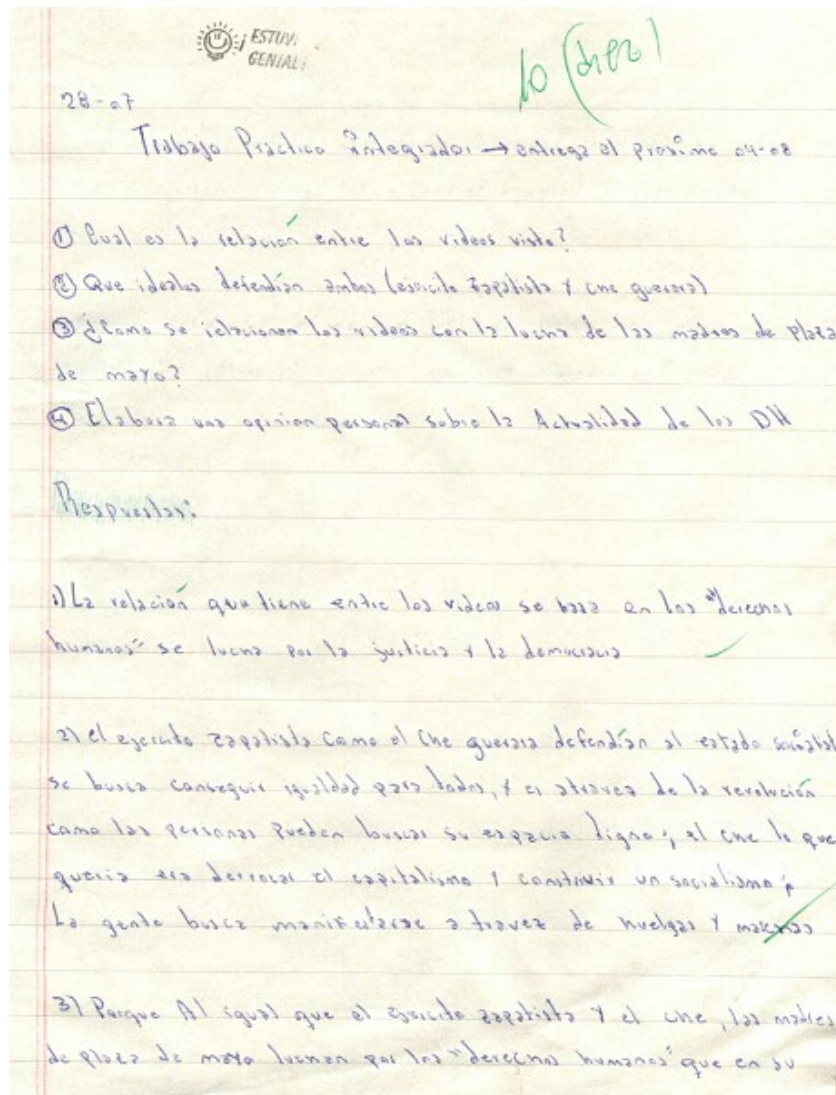 ¡ESTUV
GENIAL!
10 (diez)
28-07
Trabajo Práctico integrador → entrega el proximo 04-08
① Cual es la relación entre los videos visto?
② Que ideales defendían ambos (ejercito zapatista y che guevara)
③ ¿Como se relacionan los videos con la lucha de las madres de plaza
de mayo?
④ Elabora una opinion personal sobre la Actualidad de los DH
Respuestas:
1) La relación que tiene entre los videos se basa en los "derechos
humanos" se lucha por la justicia y la democracia
2) el ejercito zapatista como el che guevara defendían al estado socialist
se busca conseguir igualdad para todos, y es atravez de la revolución
como las personas pueden buscar su espacio digno; el che lo que
queria era derrocar el capitalismo y construir un socialismo;
La gente busca manifestarse a travez de huelgas y marchas
3) Porque Al igual que el ejercito zapatista y el che, las madres
de plaza de mayo luchan por los "derechos humanos" que en su